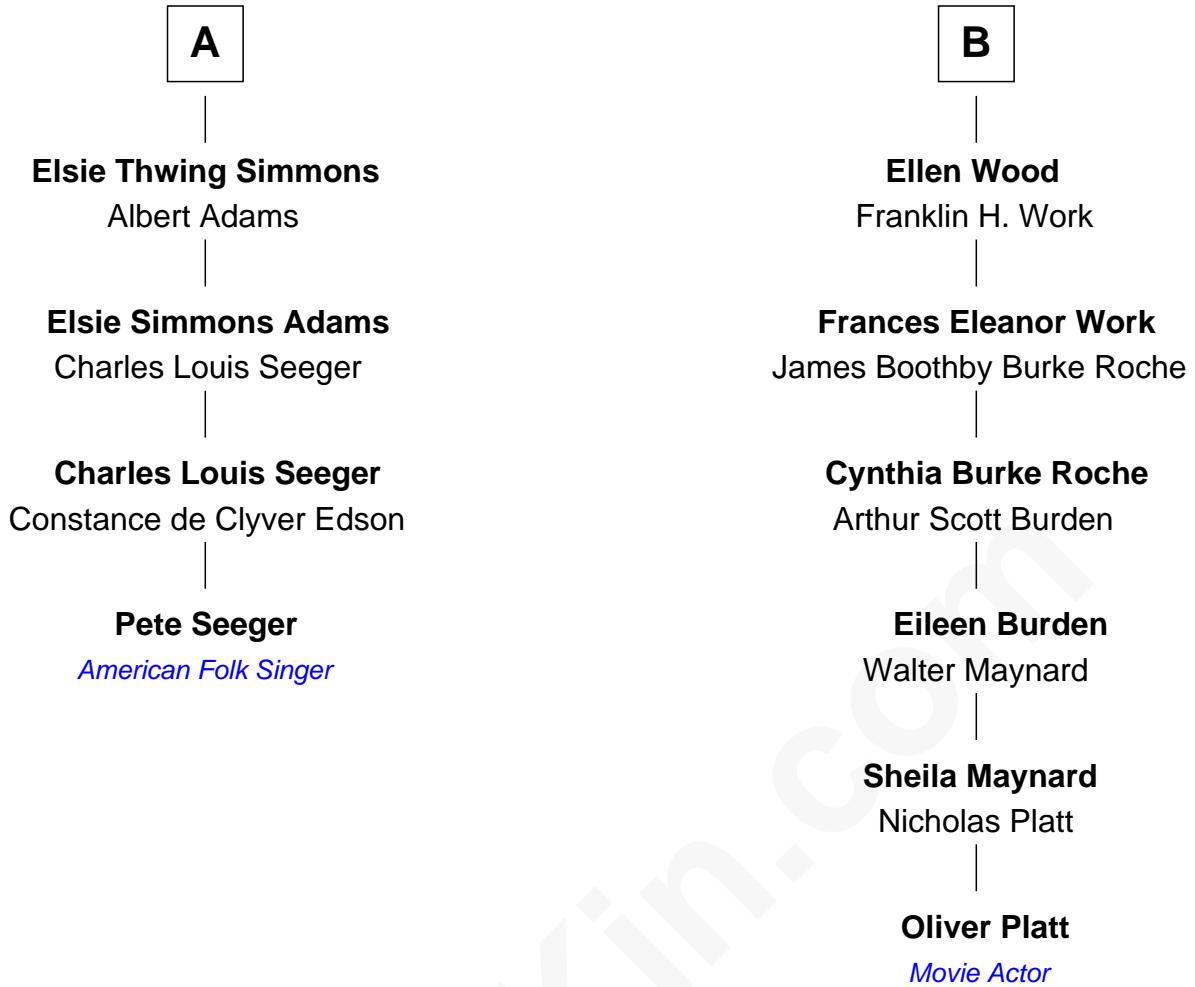 A
Elsie Thwing Simmons
Albert Adams
Elsie Simmons Adams
Charles Louis Seeger
Charles Louis Seeger
Constance de Clyver Edson
Pete Seeger
American Folk Singer
B
Ellen Wood
Franklin H. Work
Frances Eleanor Work
James Boothby Burke Roche
Cynthia Burke Roche
Arthur Scott Burden
Eileen Burden
Walter Maynard
Sheila Maynard
Nicholas Platt
Oliver Platt
Movie Actor